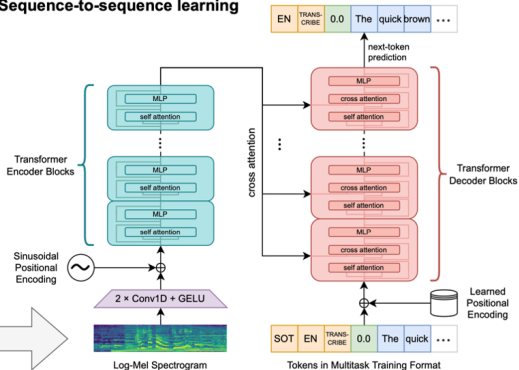 Sequence-to-sequence learning
EN TRANS-CRIBE 0.0 The quick brown ...
next-token
prediction
MLP
self attention
...
MLP
self attention
MLP
self attention
Transformer
Encoder Blocks
cross attention
...
MLP
cross attention
self attention
...
MLP
cross attention
self attention
MLP
cross attention
self attention
Transformer
Decoder Blocks
Sinusoidal
Positional
Encoding
2 × Conv1D + GELU
Learned
Positional
Encoding
SOT EN TRANS-CRIBE 0.0 The quick ...
Log-Mel Spectrogram
Tokens in Multitask Training Format